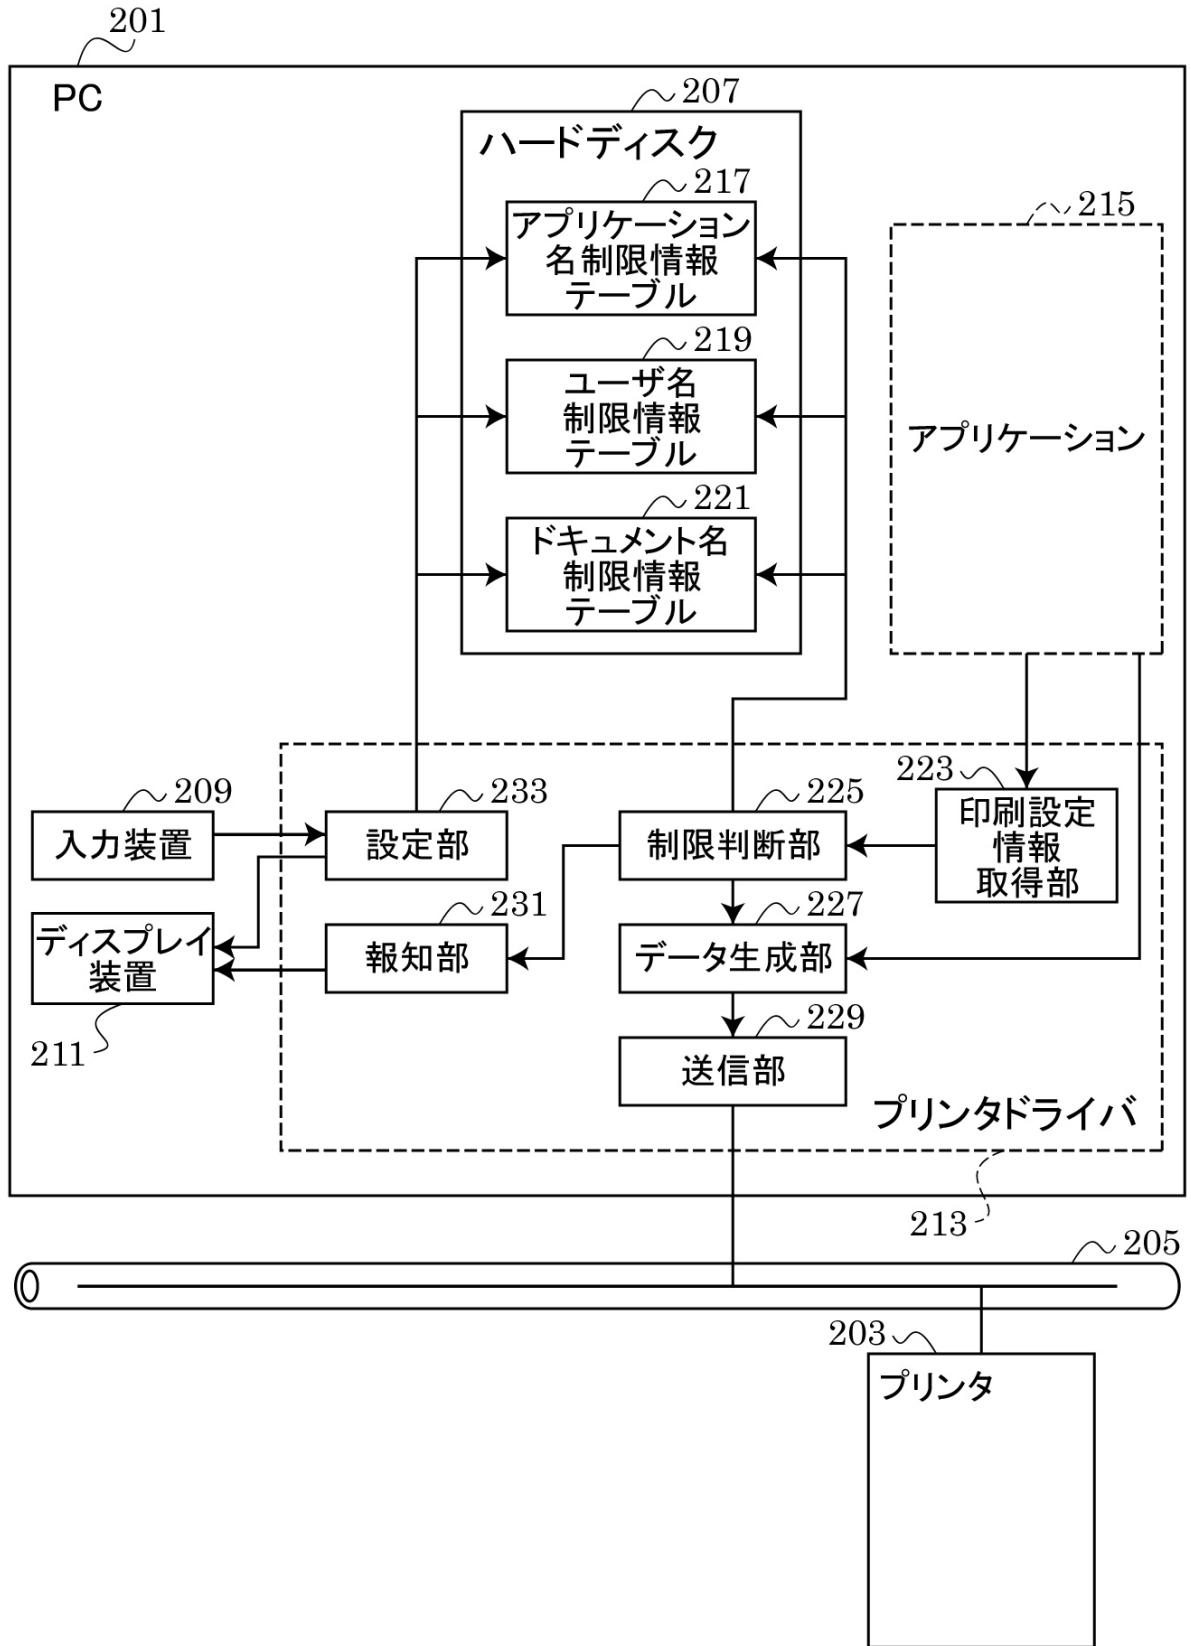 201
PC
207
ハードディスク
217
アプリケーション
名制限情報
テーブル
219
ユーザ名
制限情報
テーブル
221
ドキュメント名
制限情報
テーブル
215
アプリケーション
209
入力装置
ディスプレイ
装置
211
233
設定部
231
報知部
225
制限判断部
227
データ生成部
229
送信部
223
印刷設定
情報
取得部
プリンタドライバ
213
205
203
プリンタ